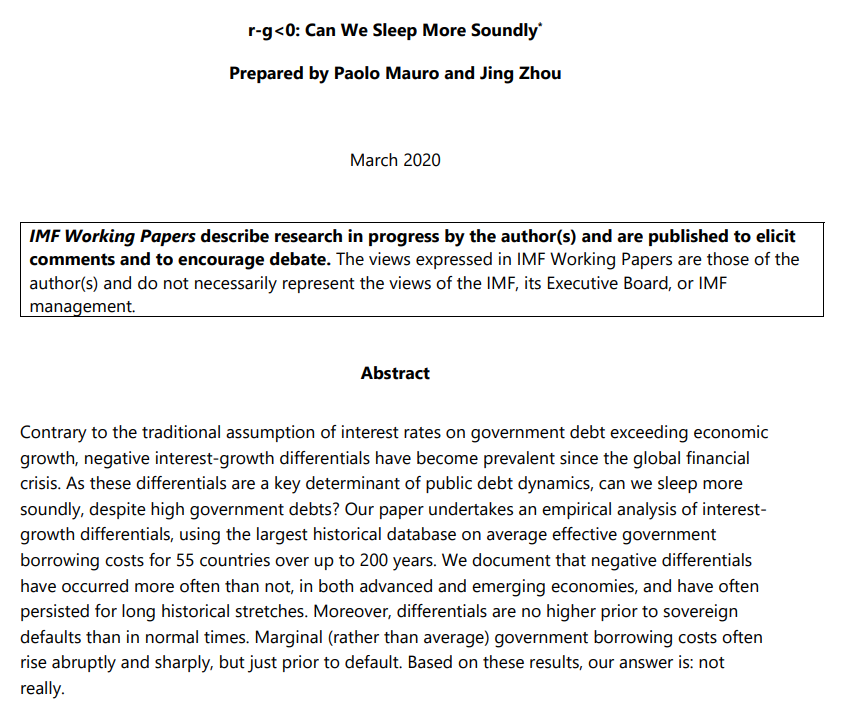 r-g<0: Can We Sleep More Soundly*
Prepared by Paolo Mauro and Jing Zhou
March 2020
IMF Working Papers describe research in progress by the author(s) and are published to elicit
comments and to encourage debate. The views expressed in IMF Working Papers are those of the
author(s) and do not necessarily represent the views of the IMF, its Executive Board, or IMF
management.
Abstract
Contrary to the traditional assumption of interest rates on government debt exceeding economic
growth, negative interest-growth differentials have become prevalent since the global financial
crisis. As these differentials are a key determinant of public debt dynamics, can we sleep more
soundly, despite high government debts? Our paper undertakes an empirical analysis of interest-
growth differentials, using the largest historical database on average effective government
borrowing costs for 55 countries over up to 200 years. We document that negative differentials
have occurred more often than not, in both advanced and emerging economies, and have often
persisted for long historical stretches. Moreover, differentials are no higher prior to sovereign
defaults than in normal times. Marginal (rather than average) government borrowing costs often
rise abruptly and sharply, but just prior to default. Based on these results, our answer is: not
really.